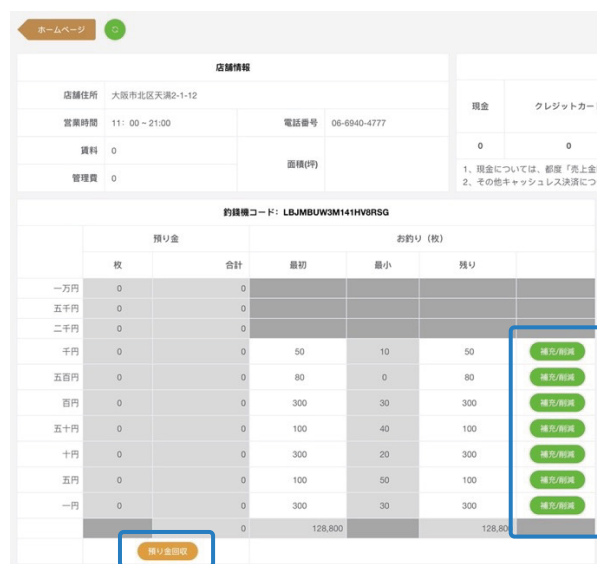 ホームページ
店舗情報
店舗住所 大阪市北区天満2-1-12
営業時間 11：00 ~ 21:00 電話番号 06-6940-4777
賃料 0 面積(坪)
管理費 0
現金 クレジットカー
0 0
1、現金については、都度「売上金
2、その他キャッシュレス決済につ
釣銭機コード: LBJMBUW3M141HV8RSG
預り金 お釣り（枚）
枚 合計 最初 最小 残り
一万円 0 0
五千円 0 0
二千円 0 0
千円 0 0 50 10 50 補充/削減
五百円 0 0 80 0 80 補充/削減
百円 0 0 300 30 300 補充/削減
五十円 0 0 100 40 100 補充/削減
十円 0 0 300 20 300 補充/削減
五円 0 0 100 50 100 補充/削減
一円 0 0 300 30 300 補充/削減
0 128,800 128,80
預り金回収